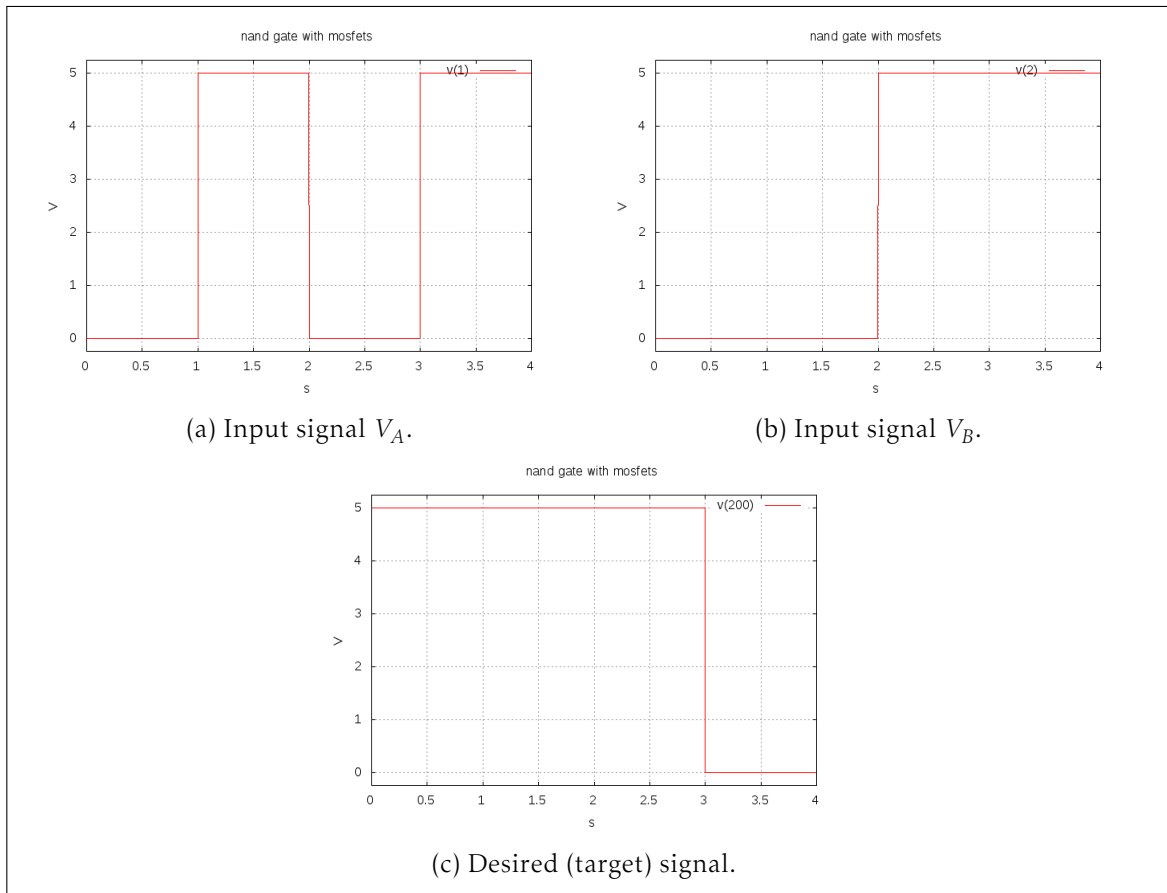 nand gate with mosfets
v(1)
5
4
3
2
1
0
V
0 0.5 1 1.5 2 2.5 3 3.5 4
s
(a) Input signal V_A.
nand gate with mosfets
v(2)
5
4
3
2
1
0
V
0 0.5 1 1.5 2 2.5 3 3.5 4
s
(b) Input signal V_B.
nand gate with mosfets
v(200)
5
4
3
2
1
0
V
0 0.5 1 1.5 2 2.5 3 3.5 4
s
(c) Desired (target) signal.